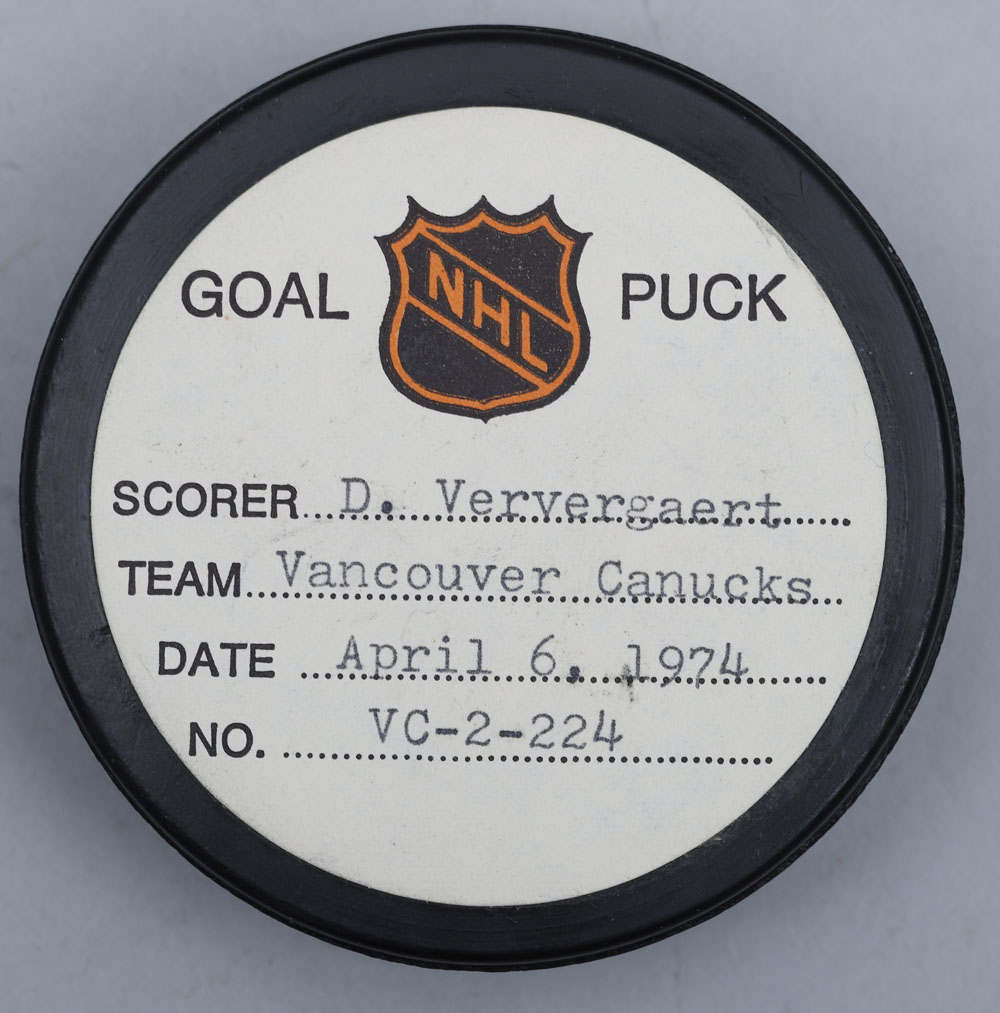 GOAL NHL PUCK
SCORER...D. Ververgaert......
TEAM...Vancouver Canucks...
DATE ...April 6, 1974......
NO. ......VC-2-224......